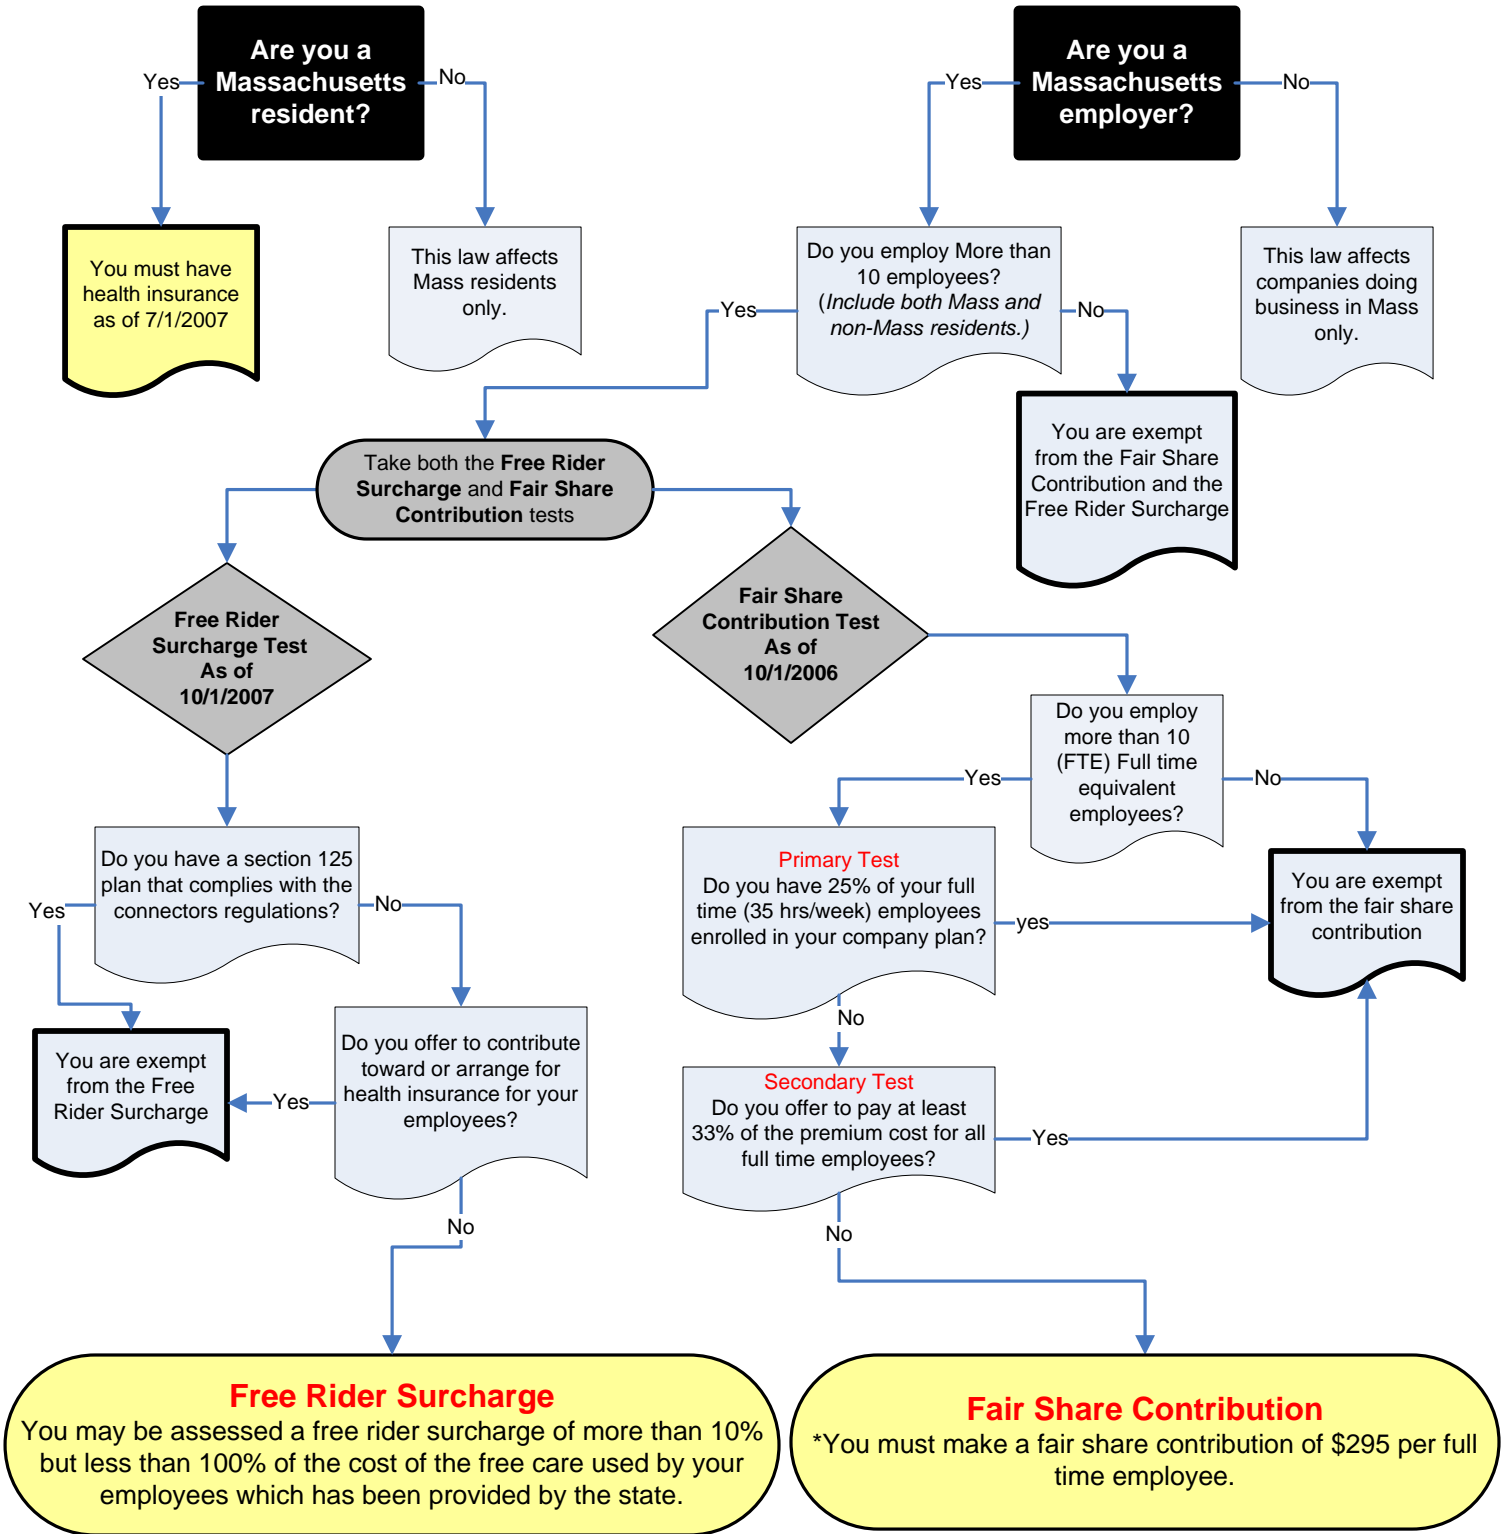 Are you a
Massachusetts
resident?
Yes
No
Are you a
Massachusetts
employer?
Yes
No
You must have
health insurance
as of 7/1/2007
This law affects
Mass residents
only.
Do you employ More than
10 employees?
(Include both Mass and
non-Mass residents.)
Yes
No
This law affects
companies doing
business in Mass
only.
You are exempt
from the Fair Share
Contribution and the
Free Rider Surcharge
Take both the Free Rider
Surcharge and Fair Share
Contribution tests
Free Rider
Surcharge Test
As of
10/1/2007
Fair Share
Contribution Test
As of
10/1/2006
Do you employ
more than 10
(FTE) Full time
equivalent
employees?
Yes
No
Do you have a section 125
plan that complies with the
connectors regulations?
Yes
No
Primary Test
Do you have 25% of your full
time (35 hrs/week) employees
enrolled in your company plan?
yes
No
You are exempt
from the fair share
contribution
You are exempt
from the Free
Rider Surcharge
Yes
Do you offer to contribute
toward or arrange for
health insurance for your
employees?
No
Secondary Test
Do you offer to pay at least
33% of the premium cost for all
full time employees?
Yes
No
Free Rider Surcharge
You may be assessed a free rider surcharge of more than 10%
but less than 100% of the cost of the free care used by your
employees which has been provided by the state.
Fair Share Contribution
*You must make a fair share contribution of $295 per full
time employee.